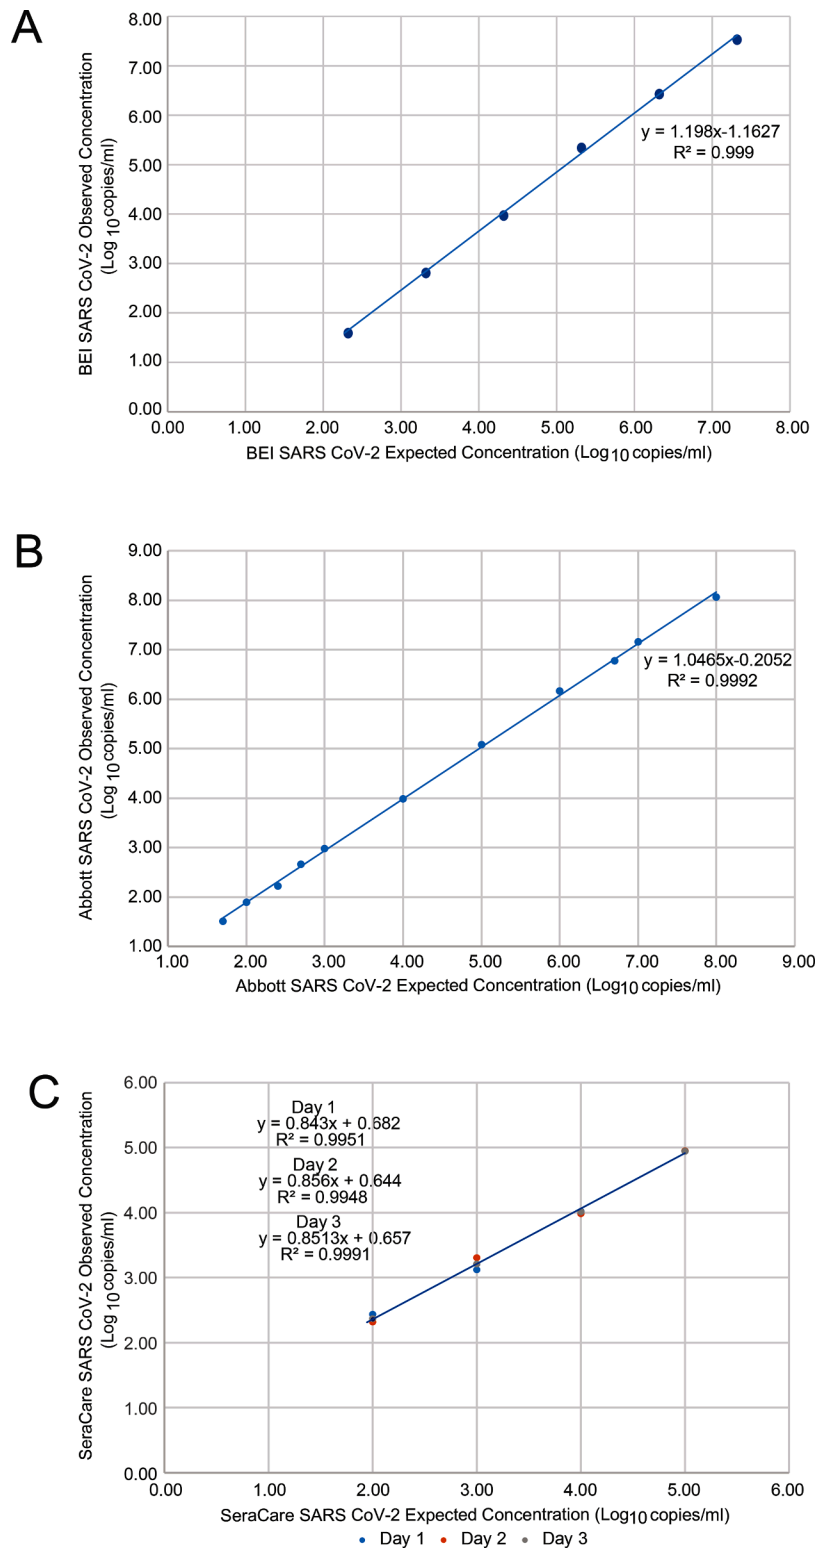 A
8.00
7.00
6.00
5.00
4.00
3.00
2.00
1.00
0.00
BEI SARS CoV-2 Observed Concentration
(Log10 copies/ml)
y = 1.198x-1.1627
R² = 0.999
0.00 1.00 2.00 3.00 4.00 5.00 6.00 7.00 8.00
BEI SARS CoV-2 Expected Concentration (Log10 copies/ml)
B
9.00
8.00
7.00
6.00
5.00
4.00
3.00
2.00
1.00
Abbott SARS CoV-2 Observed Concentration
(Log10 copies/ml)
y = 1.0465x-0.2052
R² = 0.9992
1.00 2.00 3.00 4.00 5.00 6.00 7.00 8.00 9.00
Abbott SARS CoV-2 Expected Concentration (Log10 copies/ml)
C
6.00
5.00
4.00
3.00
2.00
1.00
0.00
SeraCare SARS CoV-2 Observed Concentration
(Log10 copies/ml)
Day 1
y = 0.843x + 0.682
R² = 0.9951
Day 2
y = 0.856x + 0.644
R² = 0.9948
Day 3
y = 0.8513x + 0.657
R² = 0.9991
0.00 1.00 2.00 3.00 4.00 5.00 6.00
SeraCare SARS CoV-2 Expected Concentration (Log10 copies/ml)
Day 1 Day 2 Day 3